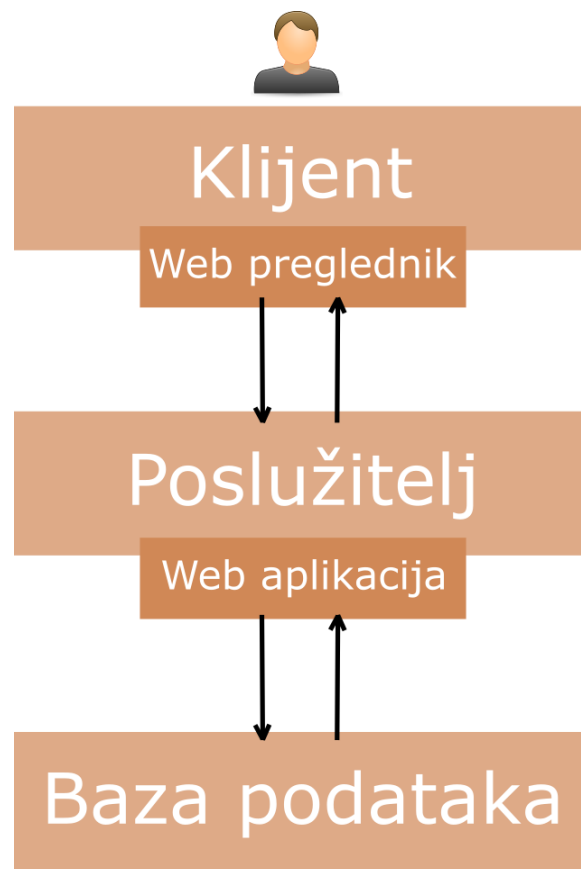 Klijent
Web preglednik
Poslužitelj
Web aplikacija
Baza podataka